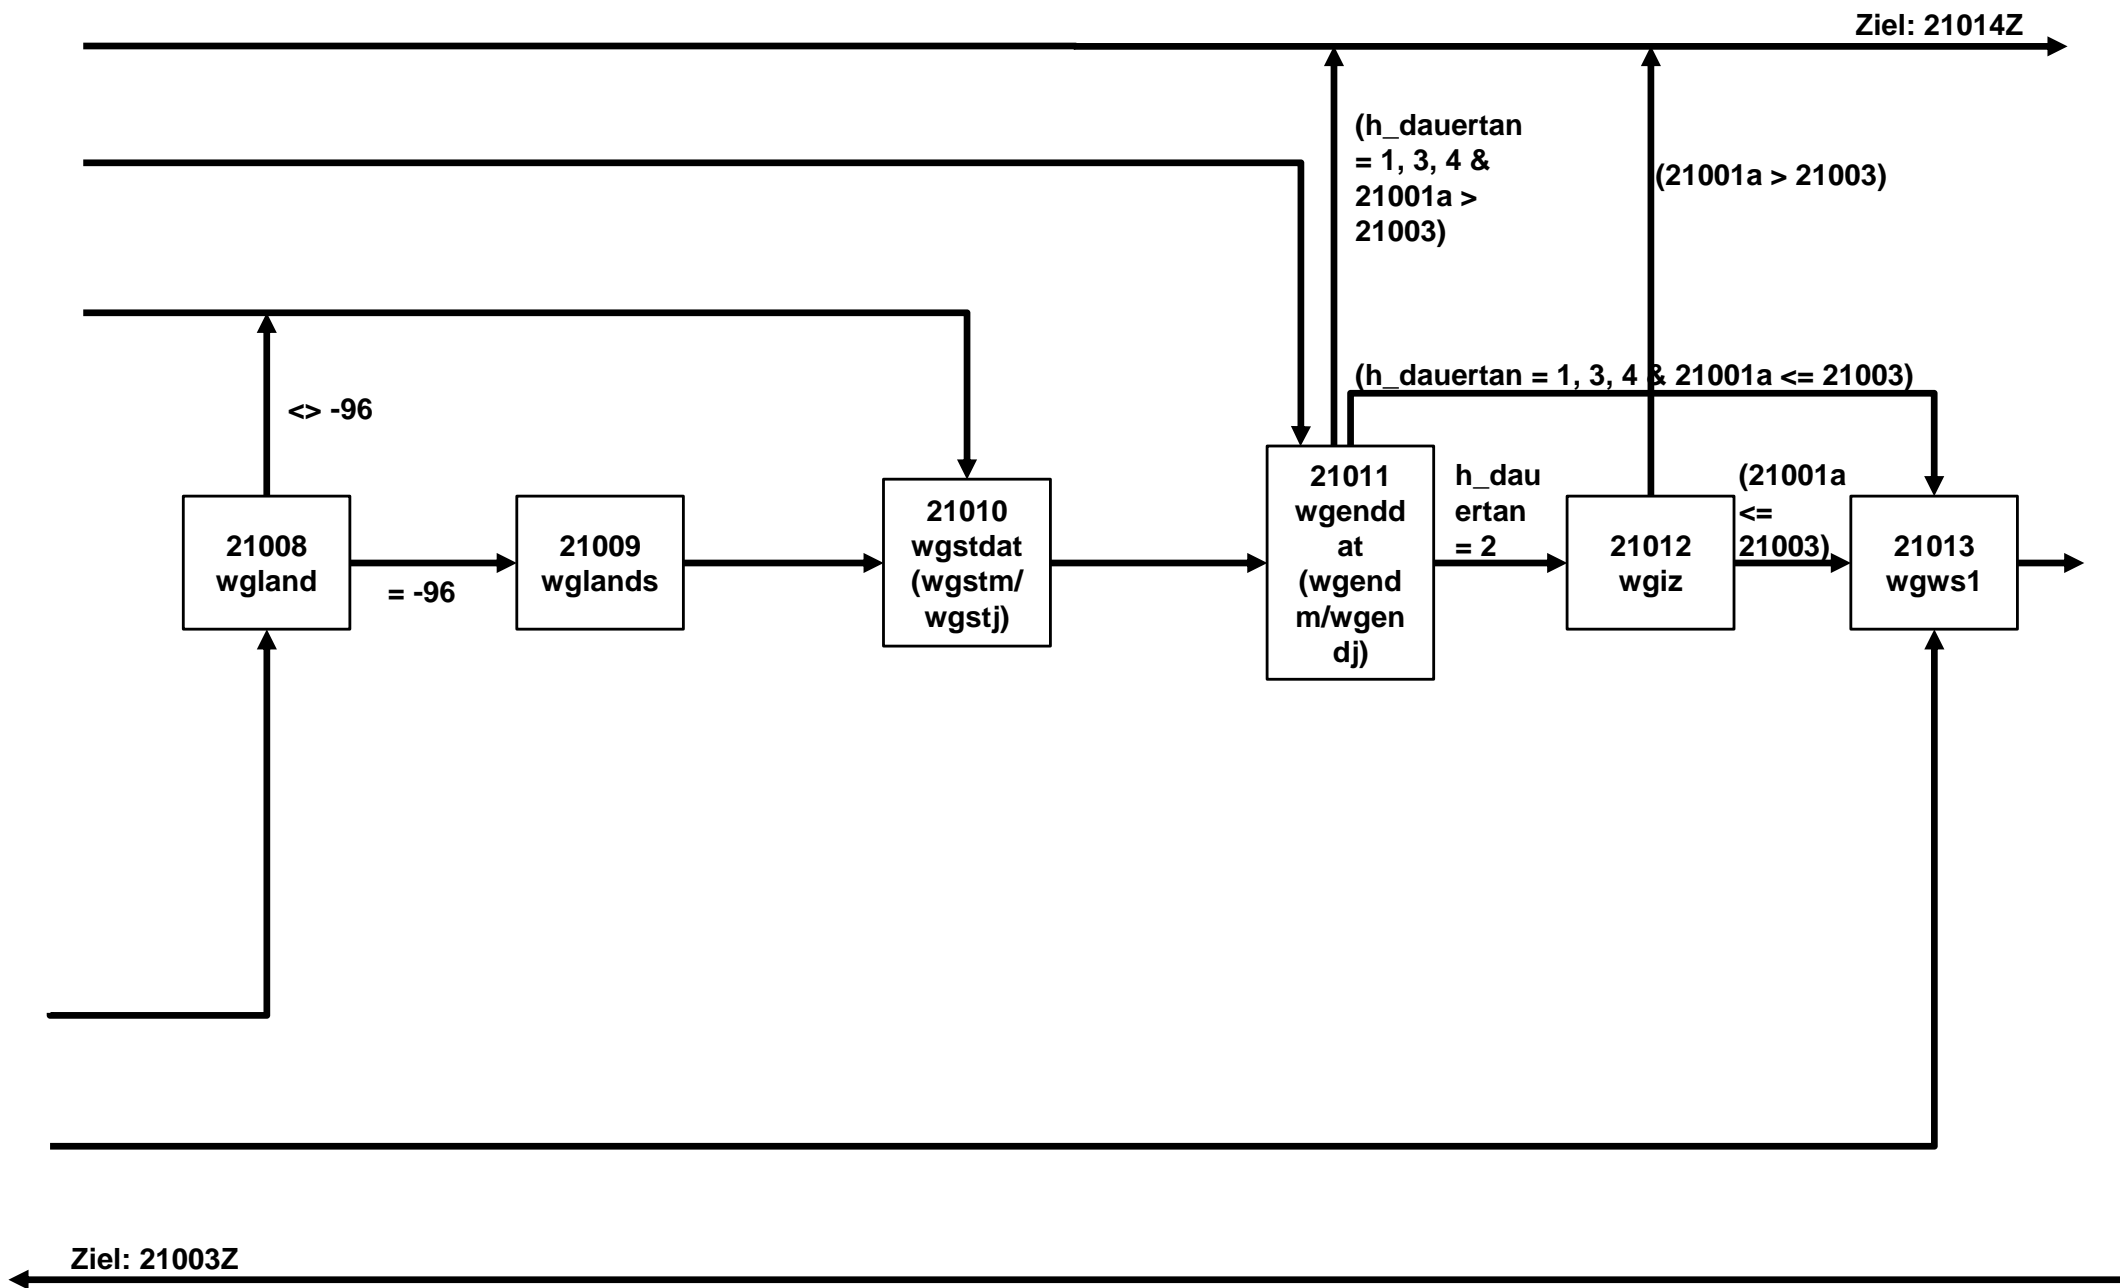 Ziel: 21014Z
(h_dauertan
= 1, 3, 4 &
21001a >
21003)
(21001a > 21003)
(h_dauertan = 1, 3, 4 & 21001a <= 21003)
<> -96
21008
wgland
= -96
21009
wglands
21010
wgstdat
(wgstm/
wgstj)
21011
wgendd
at
(wgend
m/wgen
dj)
h_dau
ertan
= 2
21012
wgiz
(21001a
<=
21003)
21013
wgws1
Ziel: 21003Z